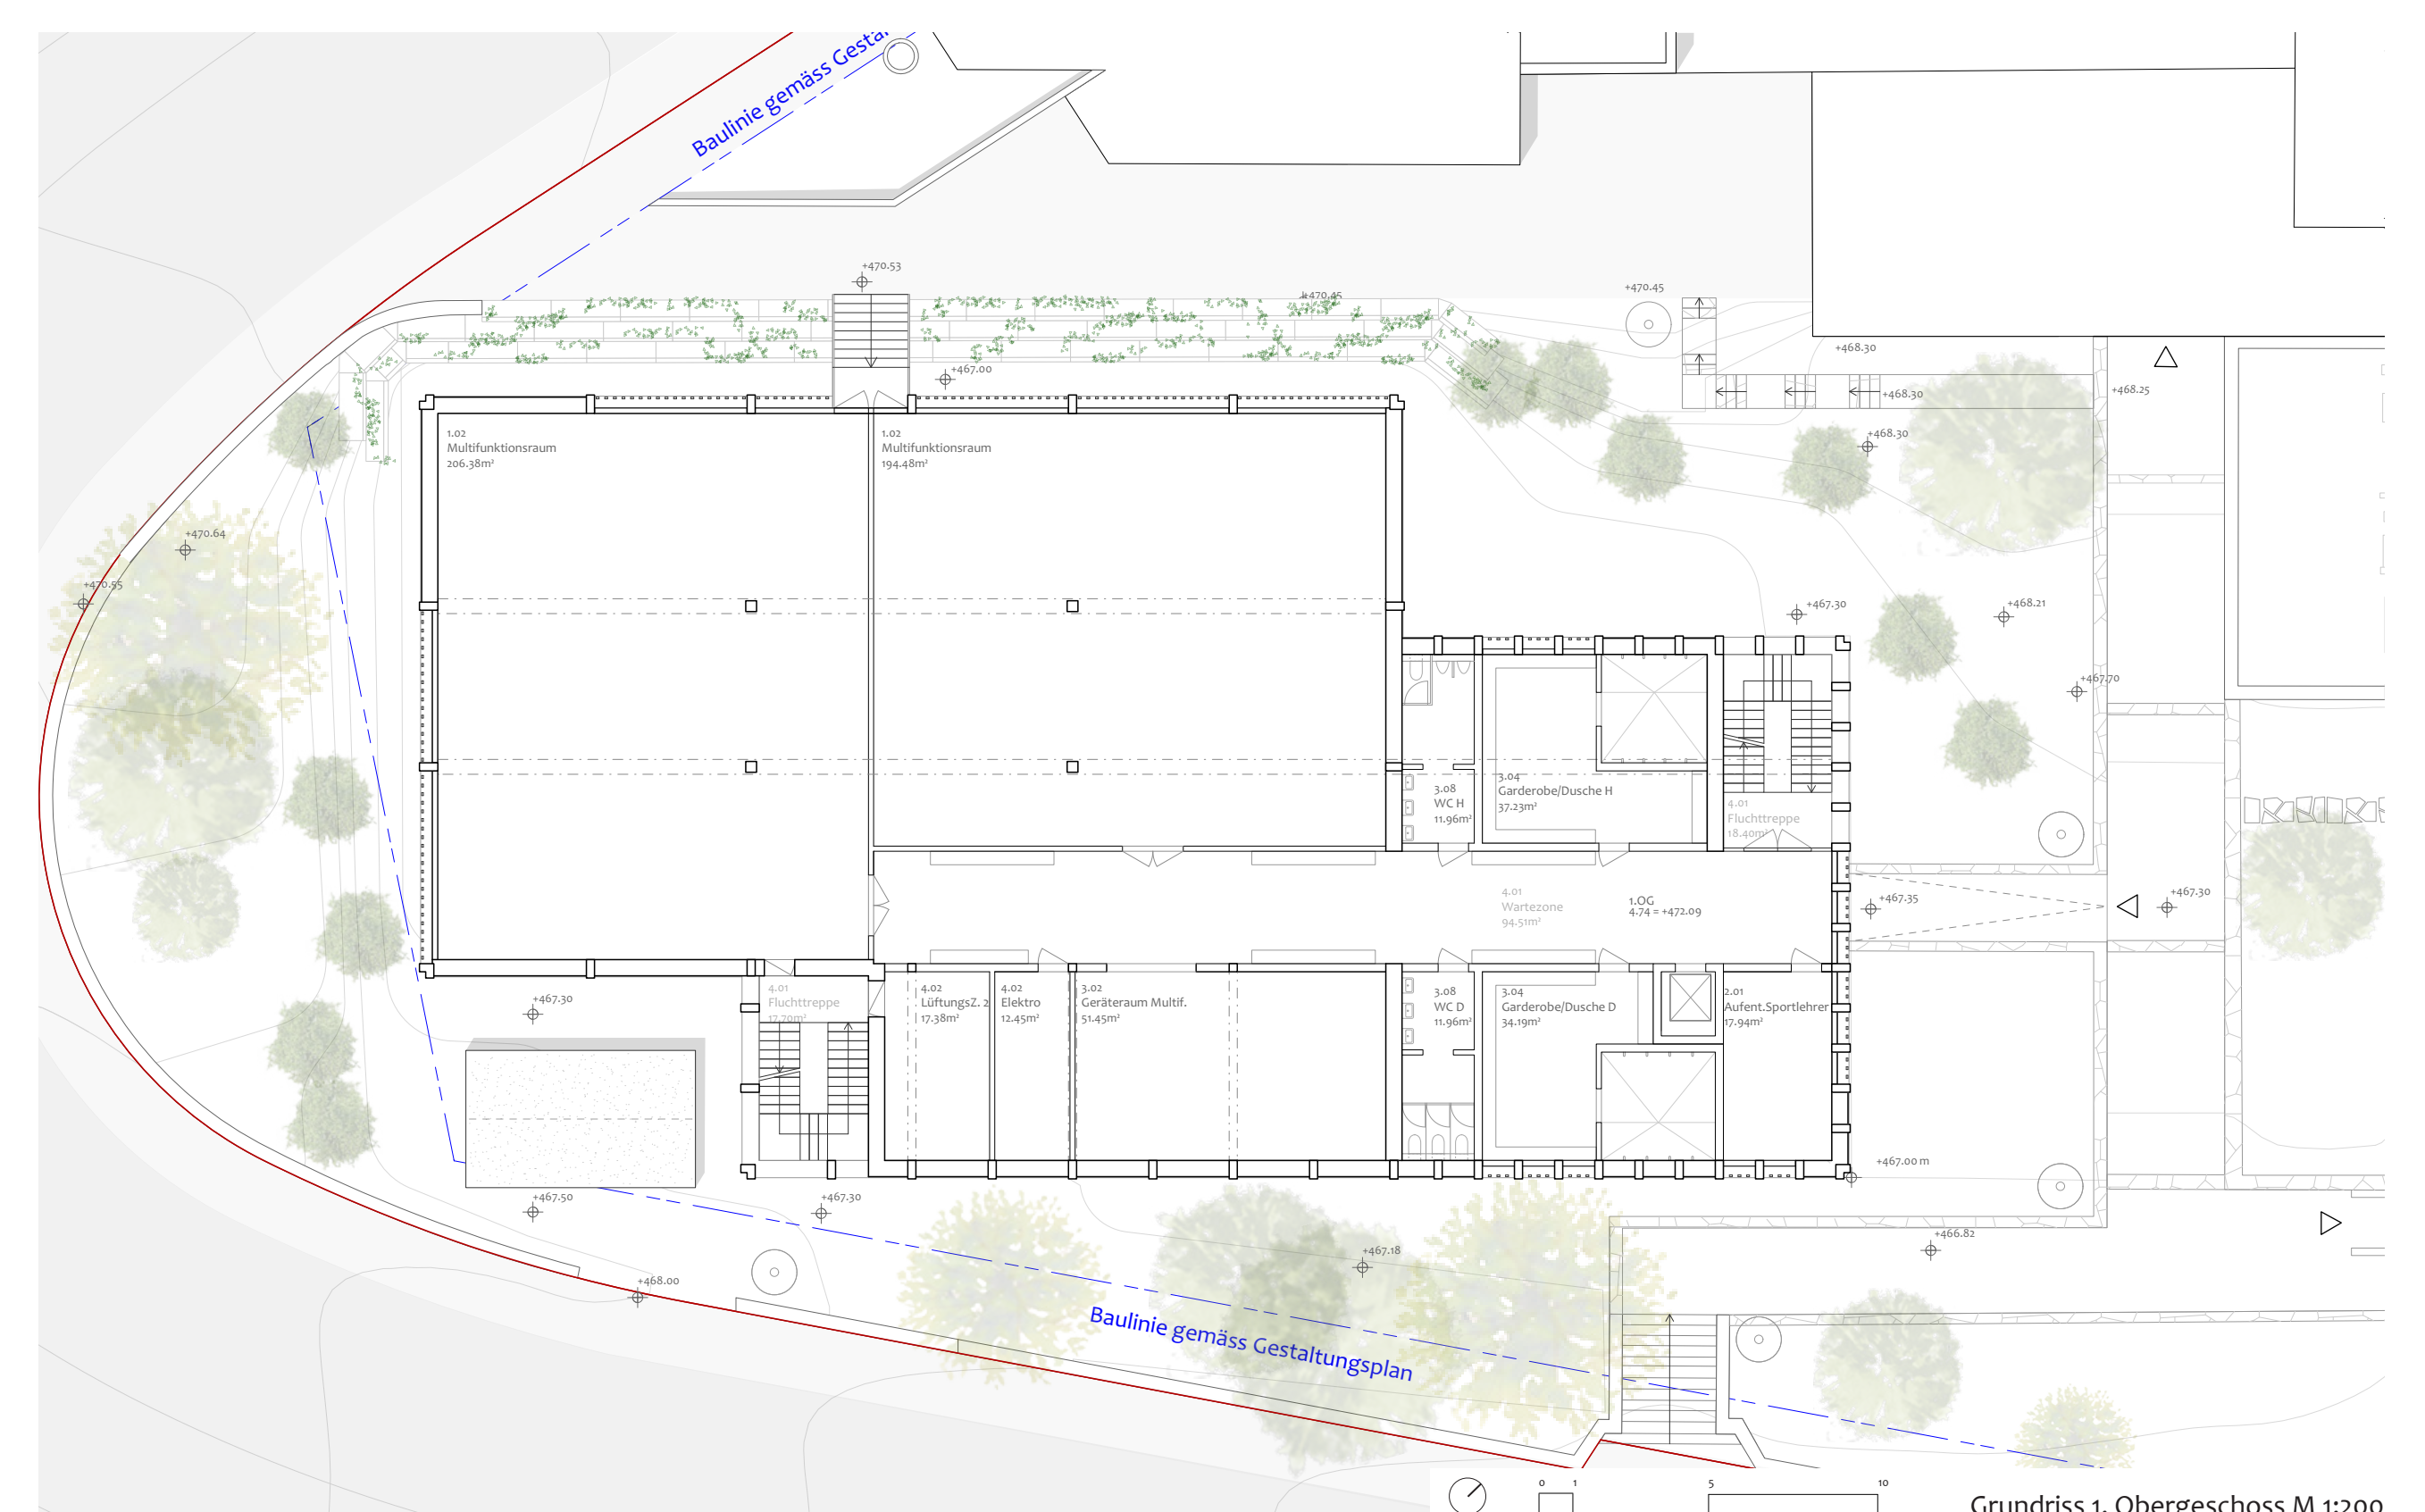 Baulinie gemäss Gestal
+470.53
+470.45
+470.45
+467.00
+468.30
+468.30
+468.25
+468.30
1.02
Multifunktionsraum
206.38m²
1.02
Multifunktionsraum
194.48m²
+470.64
+470.55
+467.30
+468.21
+467.70
3.04
Garderobe/Dusche H
37.23m²
3.08
WC H
11.96m²
4.01
Fluchttreppe
18.40m²
4.01
Wartezone
94.51m²
1.OG
4.74 = +472.09
+467.35
+467.30
+467.30
4.01
Fluchttreppe
17.70m²
4.02
LüftungsZ. 2
17.38m²
4.02
Elektro
12.45m²
3.02
Geräteraum Multif.
51.45m²
3.08
WC D
11.96m²
3.04
Garderobe/Dusche D
34.19m²
2.01
Aufent.Sportlehrer
17.94m²
+467.00 m
+467.50
+467.30
+466.82
+467.18
+468.00
Baulinie gemäss Gestaltungsplan
0 1 5 10
Grundriss 1. Obergeschoss M 1:200